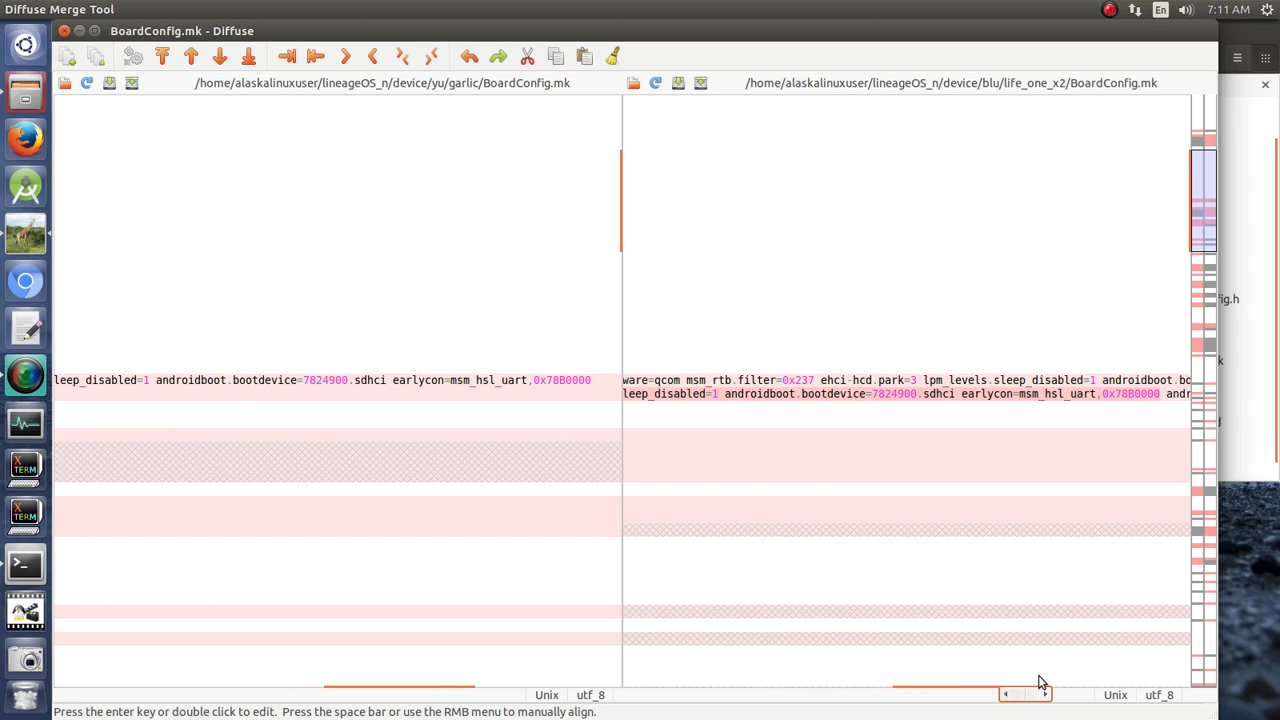 Diffuse Merge Tool
En
7:11 AM
BoardConfig.mk - Diffuse
/home/alaskalinuxuser/lineageOS_n/device/yu/garlic/BoardConfig.mk
/home/alaskalinuxuser/lineageOS_n/device/blu/life_one_x2/BoardConfig.mk
fig.h
leep_disabled=1 androidboot.bootdevice=7824900.sdhci earlycon=msm_hsl_uart,0x78B0000
ware=qcom msm_rtb.filter=0x237 ehci-hcd.park=3 lpm_levels.sleep_disabled=1 androidboot.bo
leep_disabled=1 androidboot.bootdevice=7824900.sdhci earlycon=msm_hsl_uart,0x78B0000 andr
k
d
X
TERM
X
TERM
Unix
utf_8
Unix
utf_8
Press the enter key or double click to edit. Press the space bar or use the RMB menu to manually align.